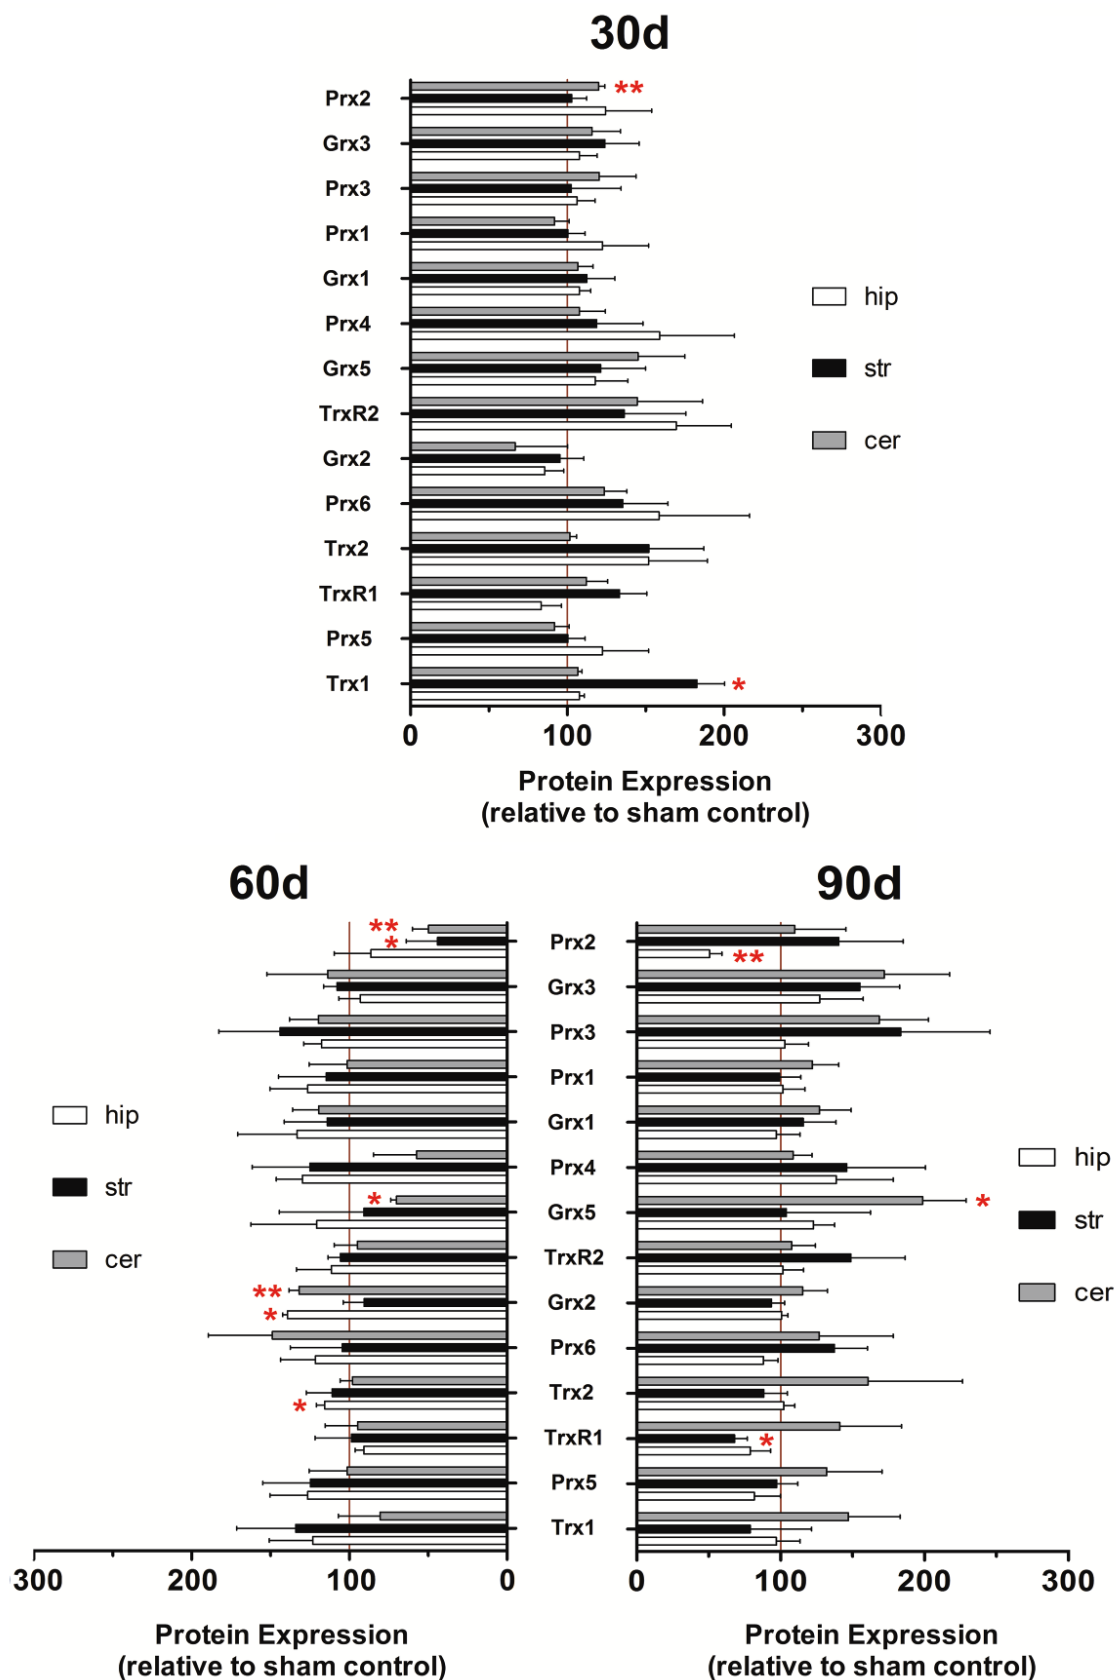 30d
Prx2 **
Grx3
Prx3
Prx1
Grx1
Prx4
Grx5
TrxR2
Grx2
Prx6
Trx2
TrxR1
Prx5
Trx1 *
hip
str
cer
0 100 200 300
Protein Expression
(relative to sham control)
60d 90d
** Prx2
* **
Grx3
Prx3
Prx1
Grx1
Prx4
* Grx5 *
TrxR2
** Grx2
*
Prx6
* Trx2
TrxR1 *
Prx5
Trx1
hip
str
cer
hip
str
cer
300 200 100 0
0 100 200 300
Protein Expression
(relative to sham control)
Protein Expression
(relative to sham control)